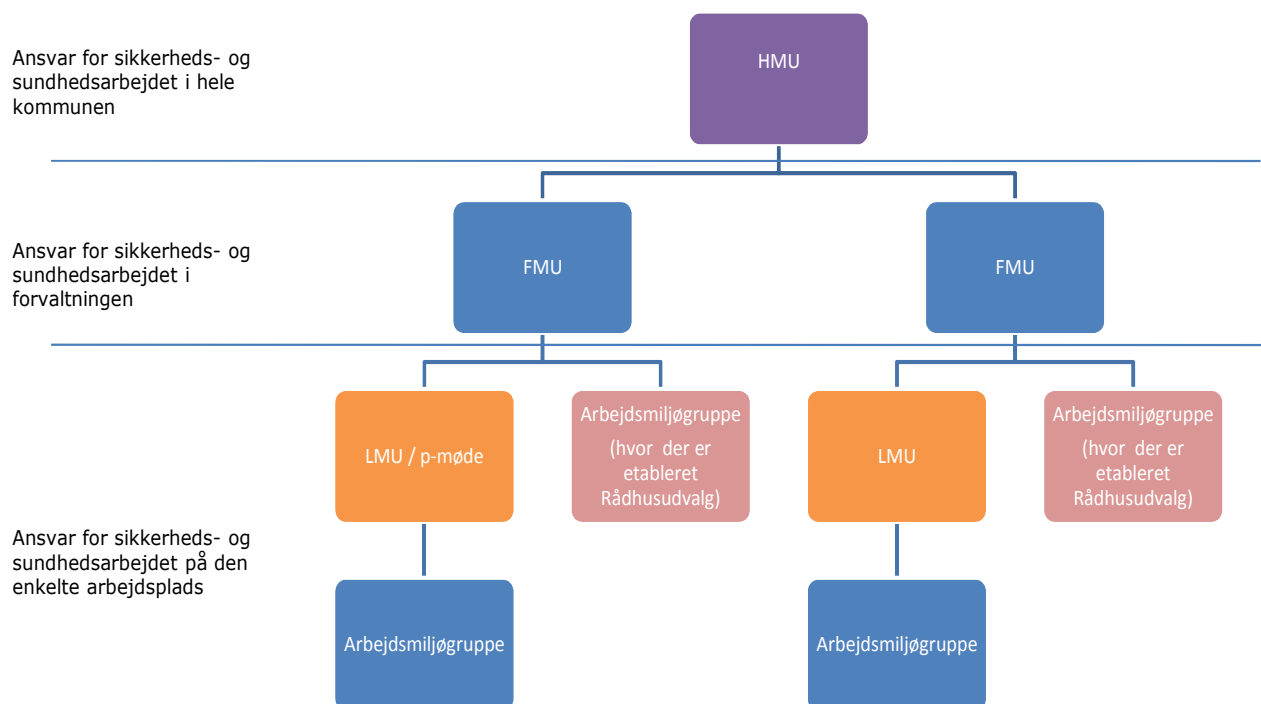 Ansvar for sikkerheds- og
sundhedsarbejdet i hele
kommunen
HMU
Ansvar for sikkerheds- og
sundhedsarbejdet i
forvaltningen
FMU
FMU
LMU / p-møde
Arbejdsmiljøgruppe
(hvor der er
etableret
Rådhusudvalg)
LMU
Arbejdsmiljøgruppe
(hvor der er
etableret
Rådhusudvalg)
Ansvar for sikkerheds- og
sundhedsarbejdet på den
enkelte arbejdsplads
Arbejdsmiljøgruppe
Arbejdsmiljøgruppe